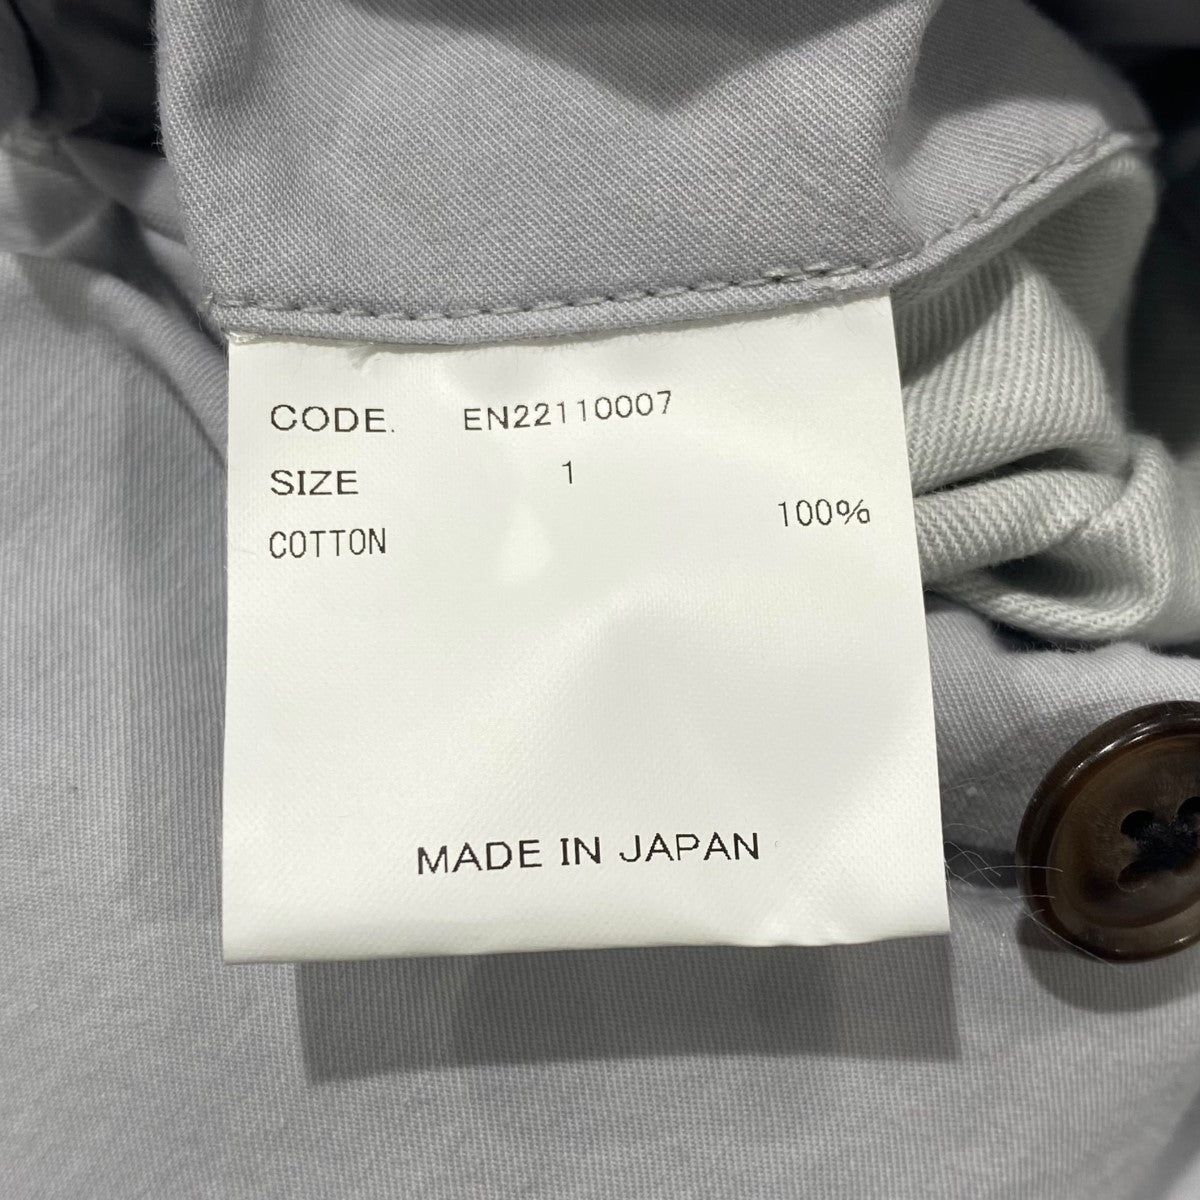 CODE. EN22110007
SIZE 1
COTTON 100%
MADE IN JAPAN